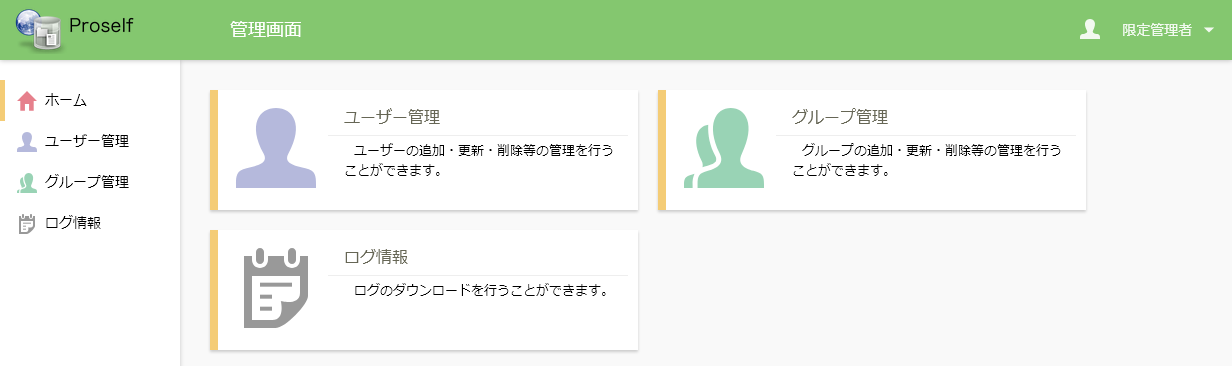 Proself
管理画面
限定管理者
ホーム
ユーザー管理
グループ管理
ログ情報
ユーザー管理
ユーザーの追加・更新・削除等の管理を行う
ことができます。
グループ管理
グループの追加・更新・削除等の管理を行う
ことができます。
ログ情報
ログのダウンロードを行うことができます。